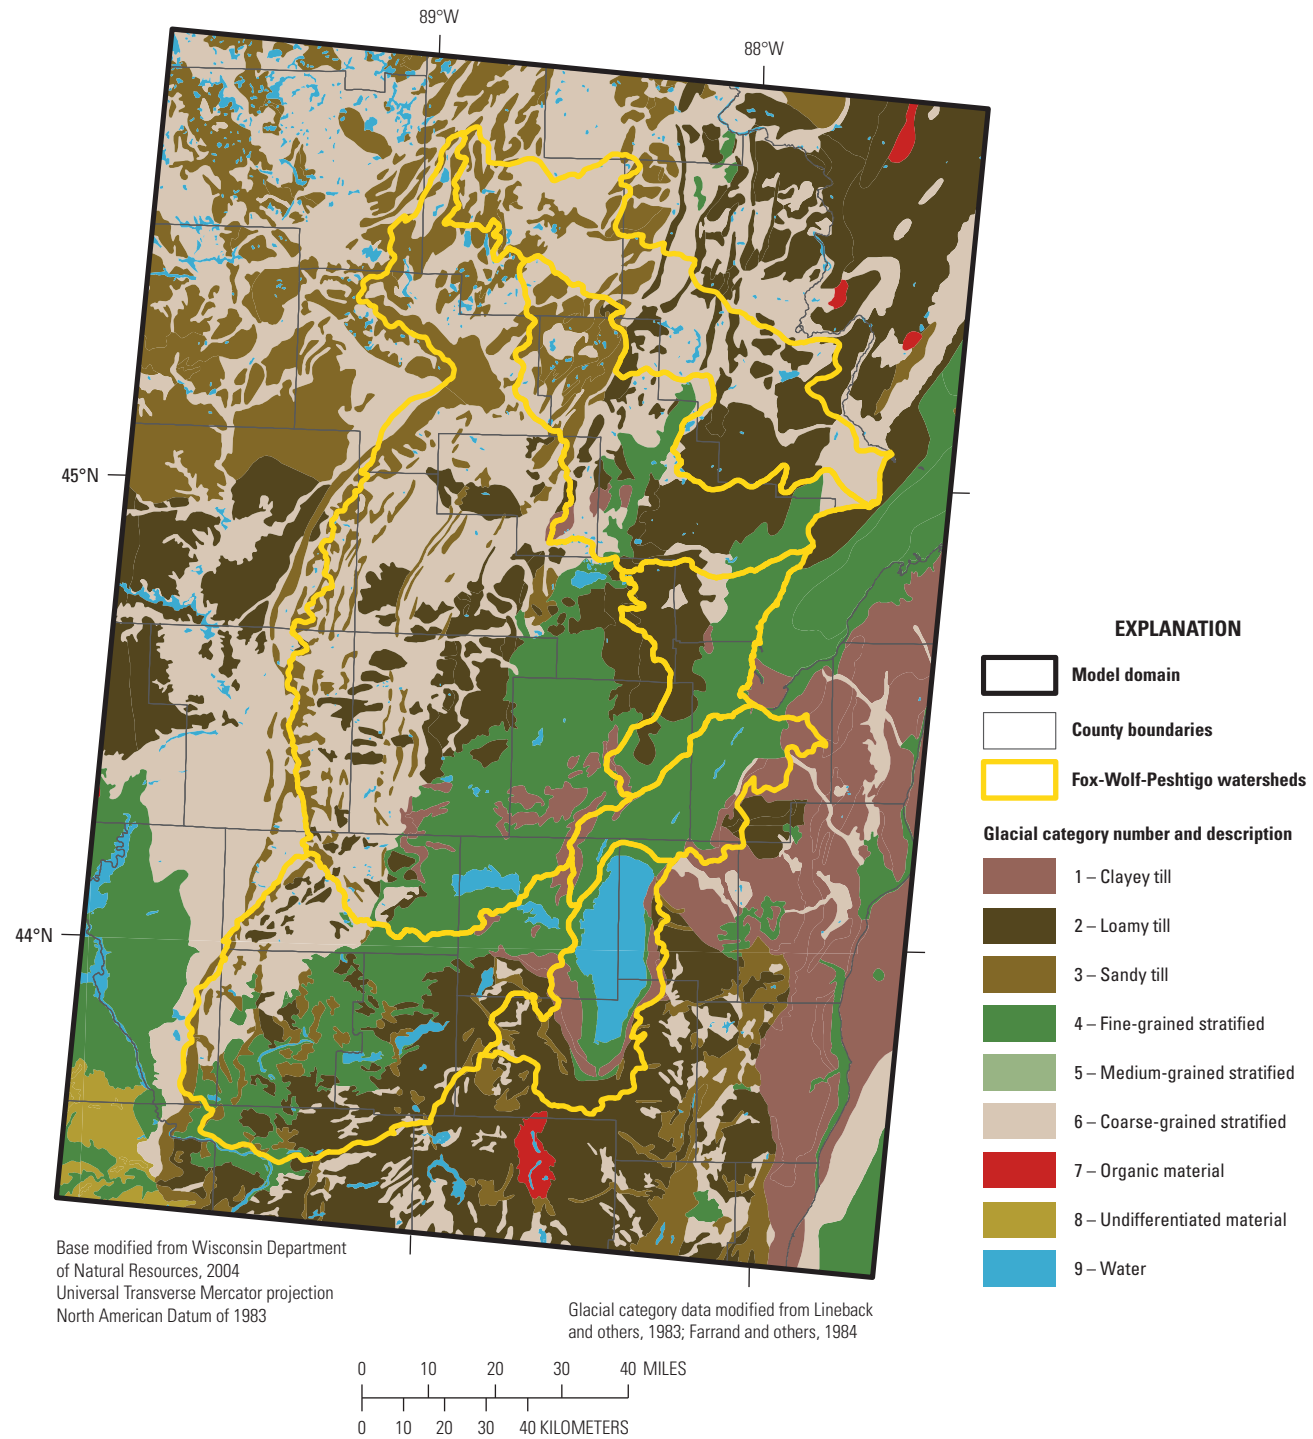 89°W
88°W
45°N
44°N
EXPLANATION
Model domain
County boundaries
Fox-Wolf-Peshtigo watersheds
Glacial category number and description
1 – Clayey till
2 – Loamy till
3 – Sandy till
4 – Fine-grained stratified
5 – Medium-grained stratified
6 – Coarse-grained stratified
7 – Organic material
8 – Undifferentiated material
9 – Water
Base modified from Wisconsin Department
of Natural Resources, 2004
Universal Transverse Mercator projection
North American Datum of 1983
Glacial category data modified from Lineback
and others, 1983; Farrand and others, 1984
0 10 20 30 40 MILES
0 10 20 30 40 KILOMETERS